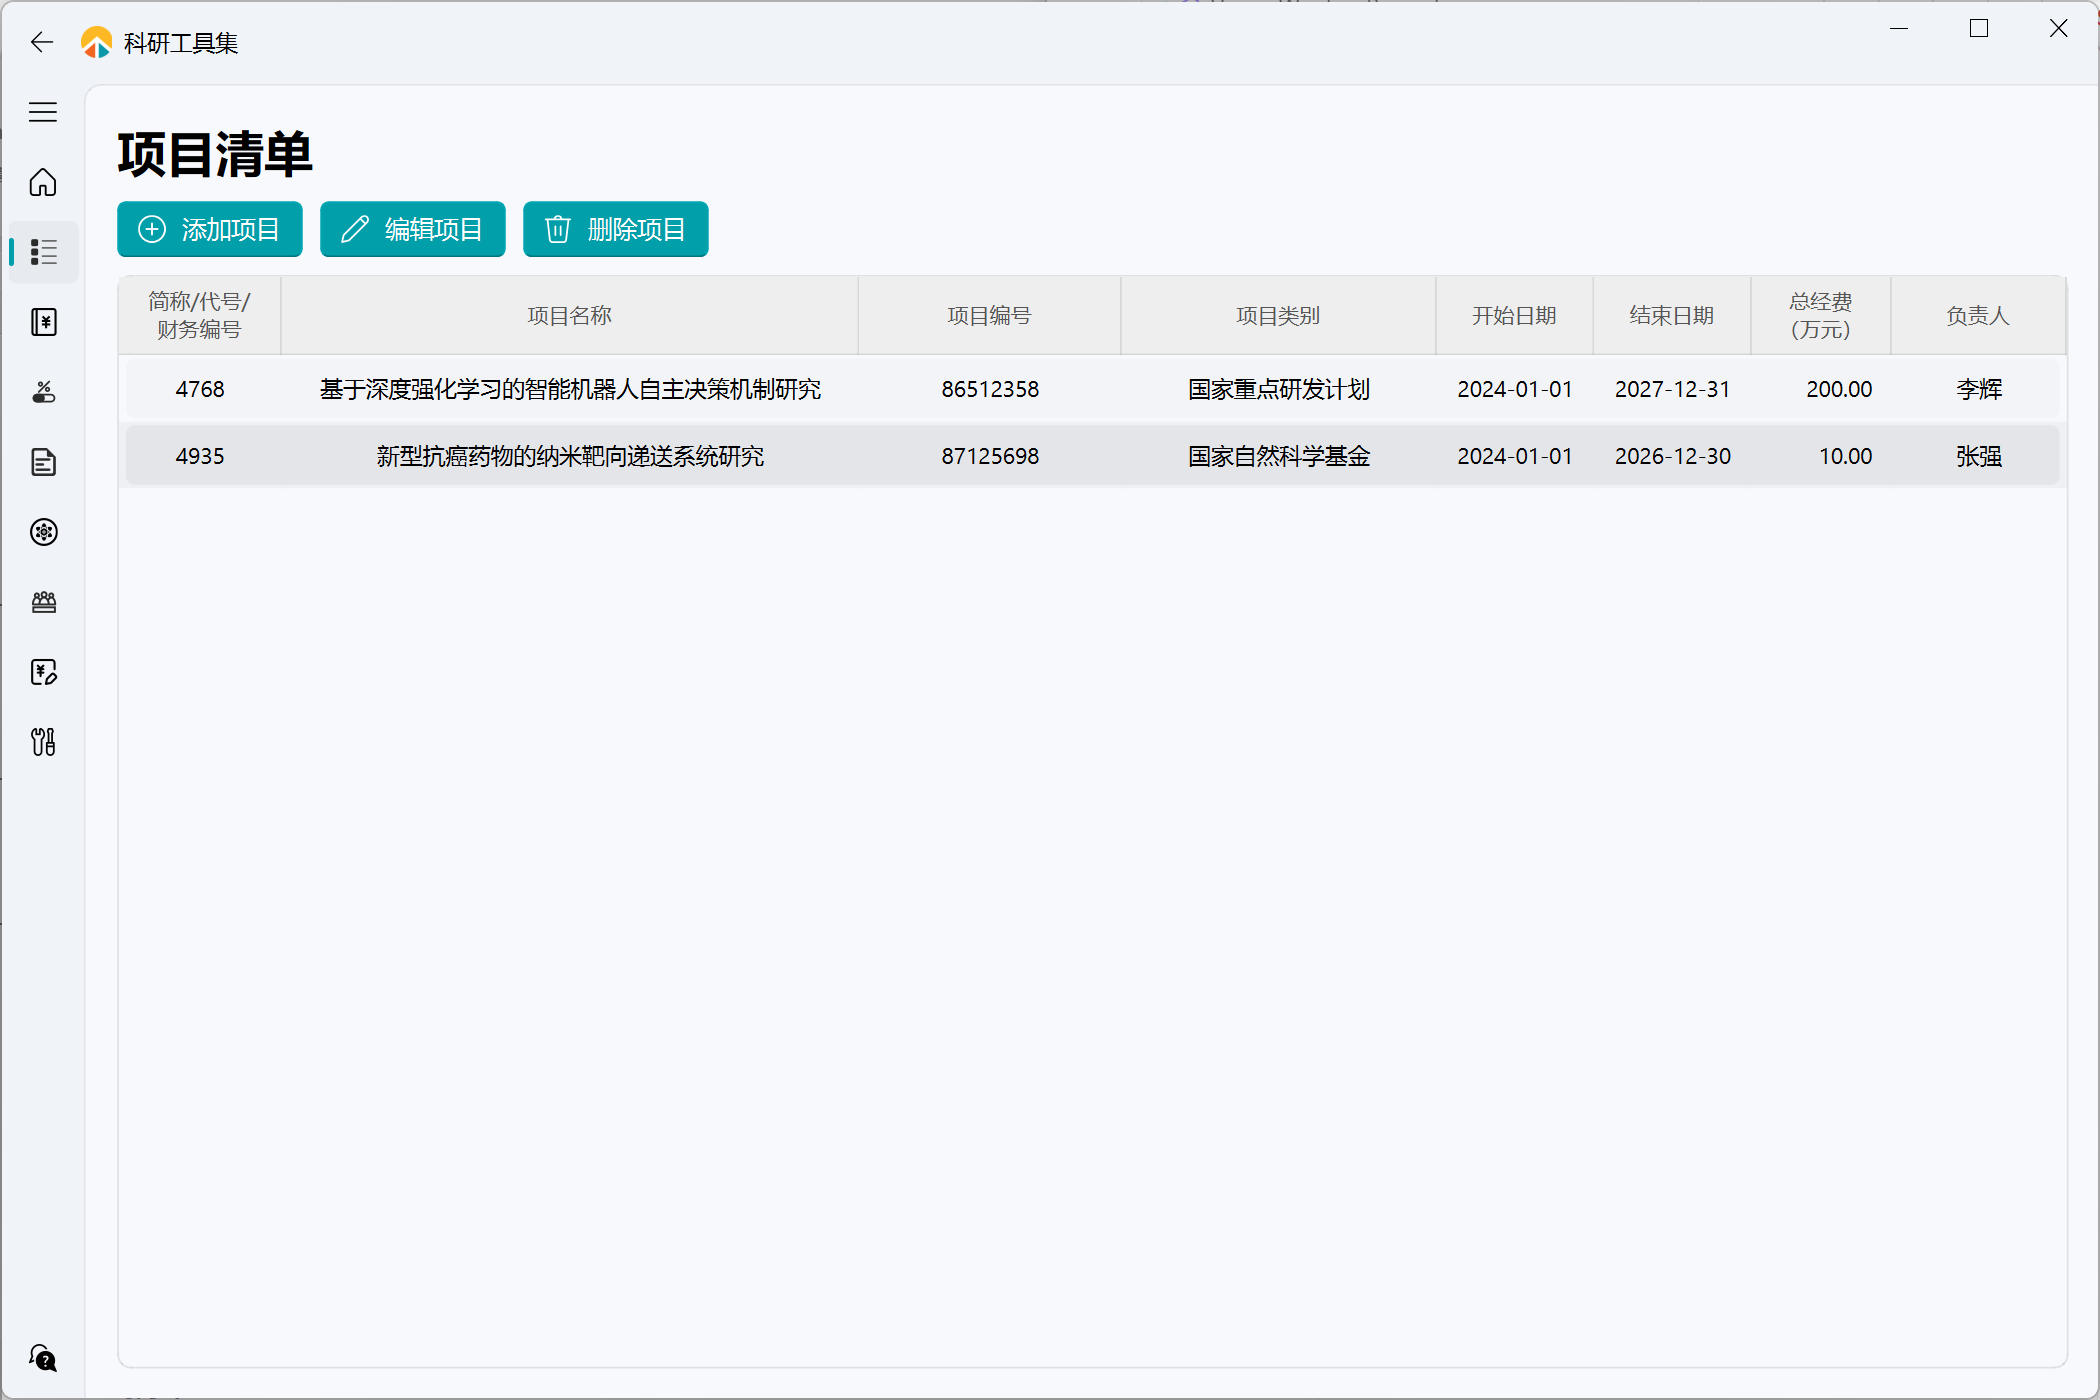 科研工具集
项目清单
添加项目 编辑项目 删除项目
简称/代号/
财务编号 项目名称 项目编号 项目类别 开始日期 结束日期 总经费
(万元) 负责人
4768 基于深度强化学习的智能机器人自主决策机制研究 86512358 国家重点研发计划 2024-01-01 2027-12-31 200.00 李辉
4935 新型抗癌药物的纳米靶向递送系统研究 87125698 国家自然科学基金 2024-01-01 2026-12-30 10.00 张强